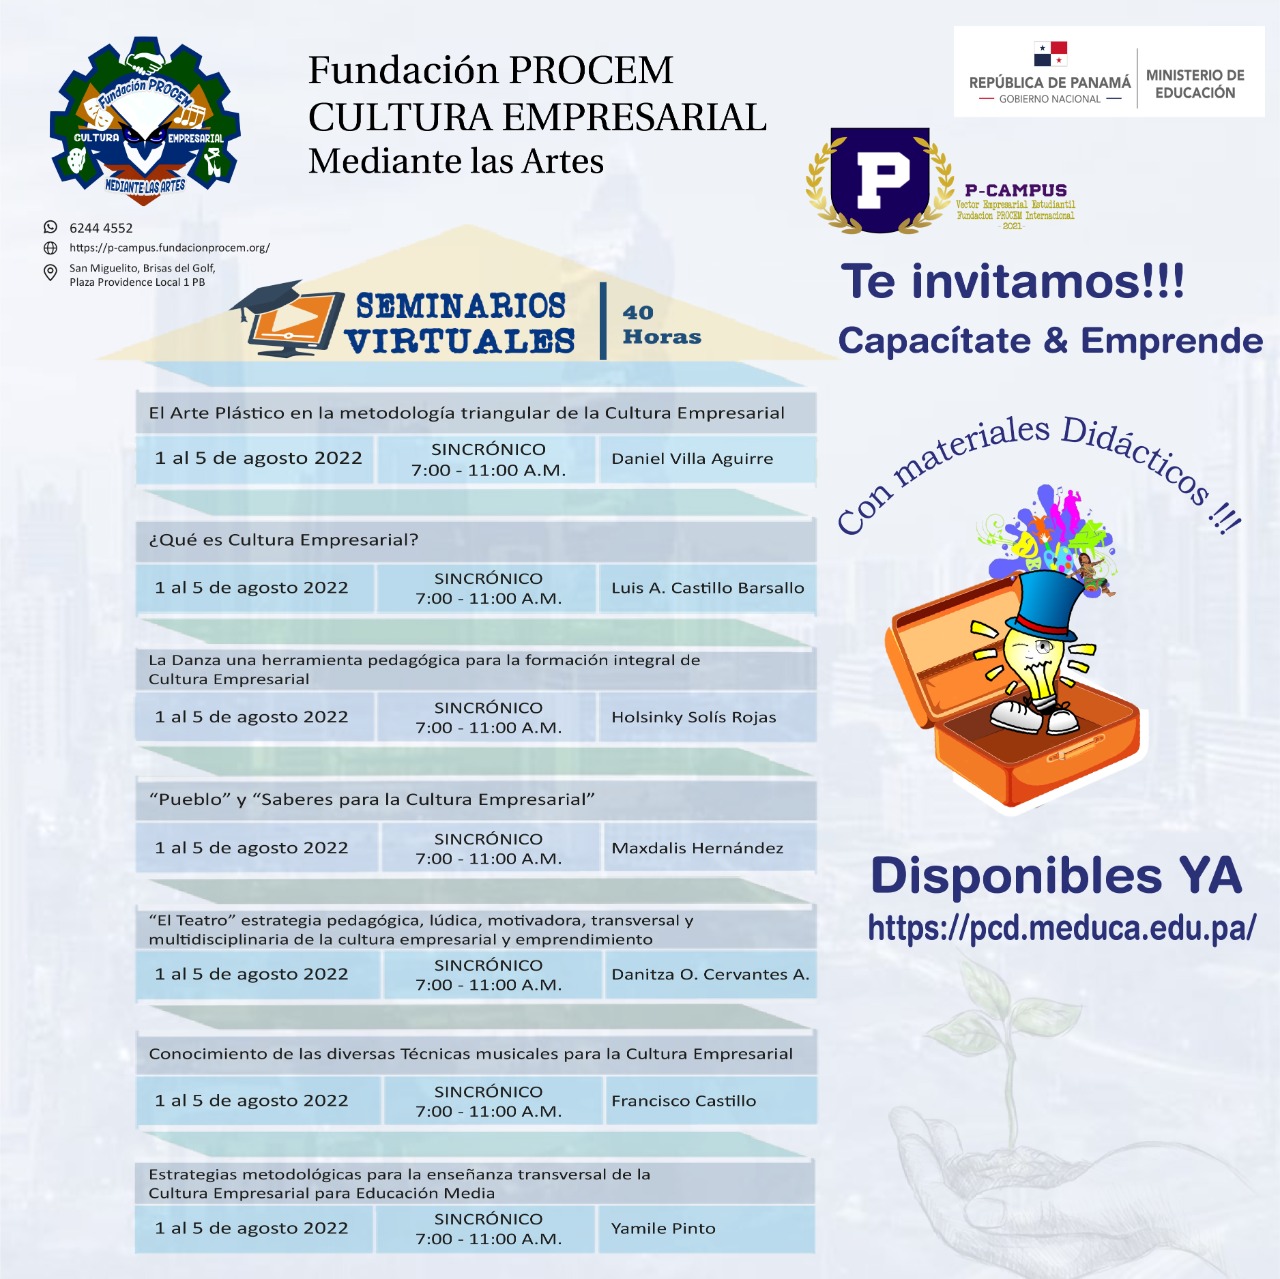 Fundación PROCEM
CULTURA EMPRESARIAL
MEDIANTE LAS ARTES
6244 4552
https://p-campus.fundacionprocem.org/
San Miguelito, Brisas del Golf,
Plaza Providence Local 1 PB
Fundación PROCEM
CULTURA EMPRESARIAL
Mediante las Artes
REPÚBLICA DE PANAMÁ
GOBIERNO NACIONAL
MINISTERIO DE
EDUCACIÓN
P
P-CAMPUS
Vector Empresarial Estudiantil
Fundacion PROCEM Internacional
-2021-
Te invitamos!!!
Capacítate & Emprende
SEMINARIOS
VIRTUALES
40
Horas
El Arte Plástico en la metodología triangular de la Cultura Empresarial
1 al 5 de agosto 2022
SINCRÓNICO
7:00 - 11:00 A.M.
Daniel Villa Aguirre
¿Qué es Cultura Empresarial?
1 al 5 de agosto 2022
SINCRÓNICO
7:00 - 11:00 A.M.
Luis A. Castillo Barsallo
La Danza una herramienta pedagógica para la formación integral de
Cultura Empresarial
1 al 5 de agosto 2022
SINCRÓNICO
7:00 - 11:00 A.M.
Holsinky Solís Rojas
“Pueblo” y “Saberes para la Cultura Empresarial”
1 al 5 de agosto 2022
SINCRÓNICO
7:00 - 11:00 A.M.
Maxdalis Hernández
“El Teatro” estrategia pedagógica, lúdica, motivadora, transversal y
multidisciplinaria de la cultura empresarial y emprendimiento
1 al 5 de agosto 2022
SINCRÓNICO
7:00 - 11:00 A.M.
Danitza O. Cervantes A.
Conocimiento de las diversas Técnicas musicales para la Cultura Empresarial
1 al 5 de agosto 2022
SINCRÓNICO
7:00 - 11:00 A.M.
Francisco Castillo
Estrategias metodológicas para la enseñanza transversal de la
Cultura Empresarial para Educación Media
1 al 5 de agosto 2022
SINCRÓNICO
7:00 - 11:00 A.M.
Yamile Pinto
Con materiales Didácticos !!!
Disponibles YA
https://pcd.meduca.edu.pa/